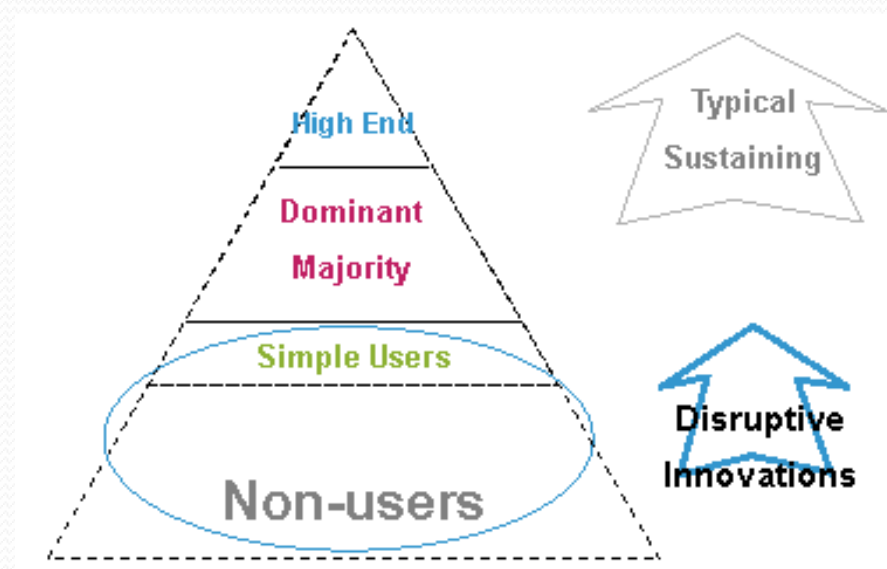 High End
Dominant
Majority
Simple Users
Non-users
Typical
Sustaining
Disruptive
Innovations